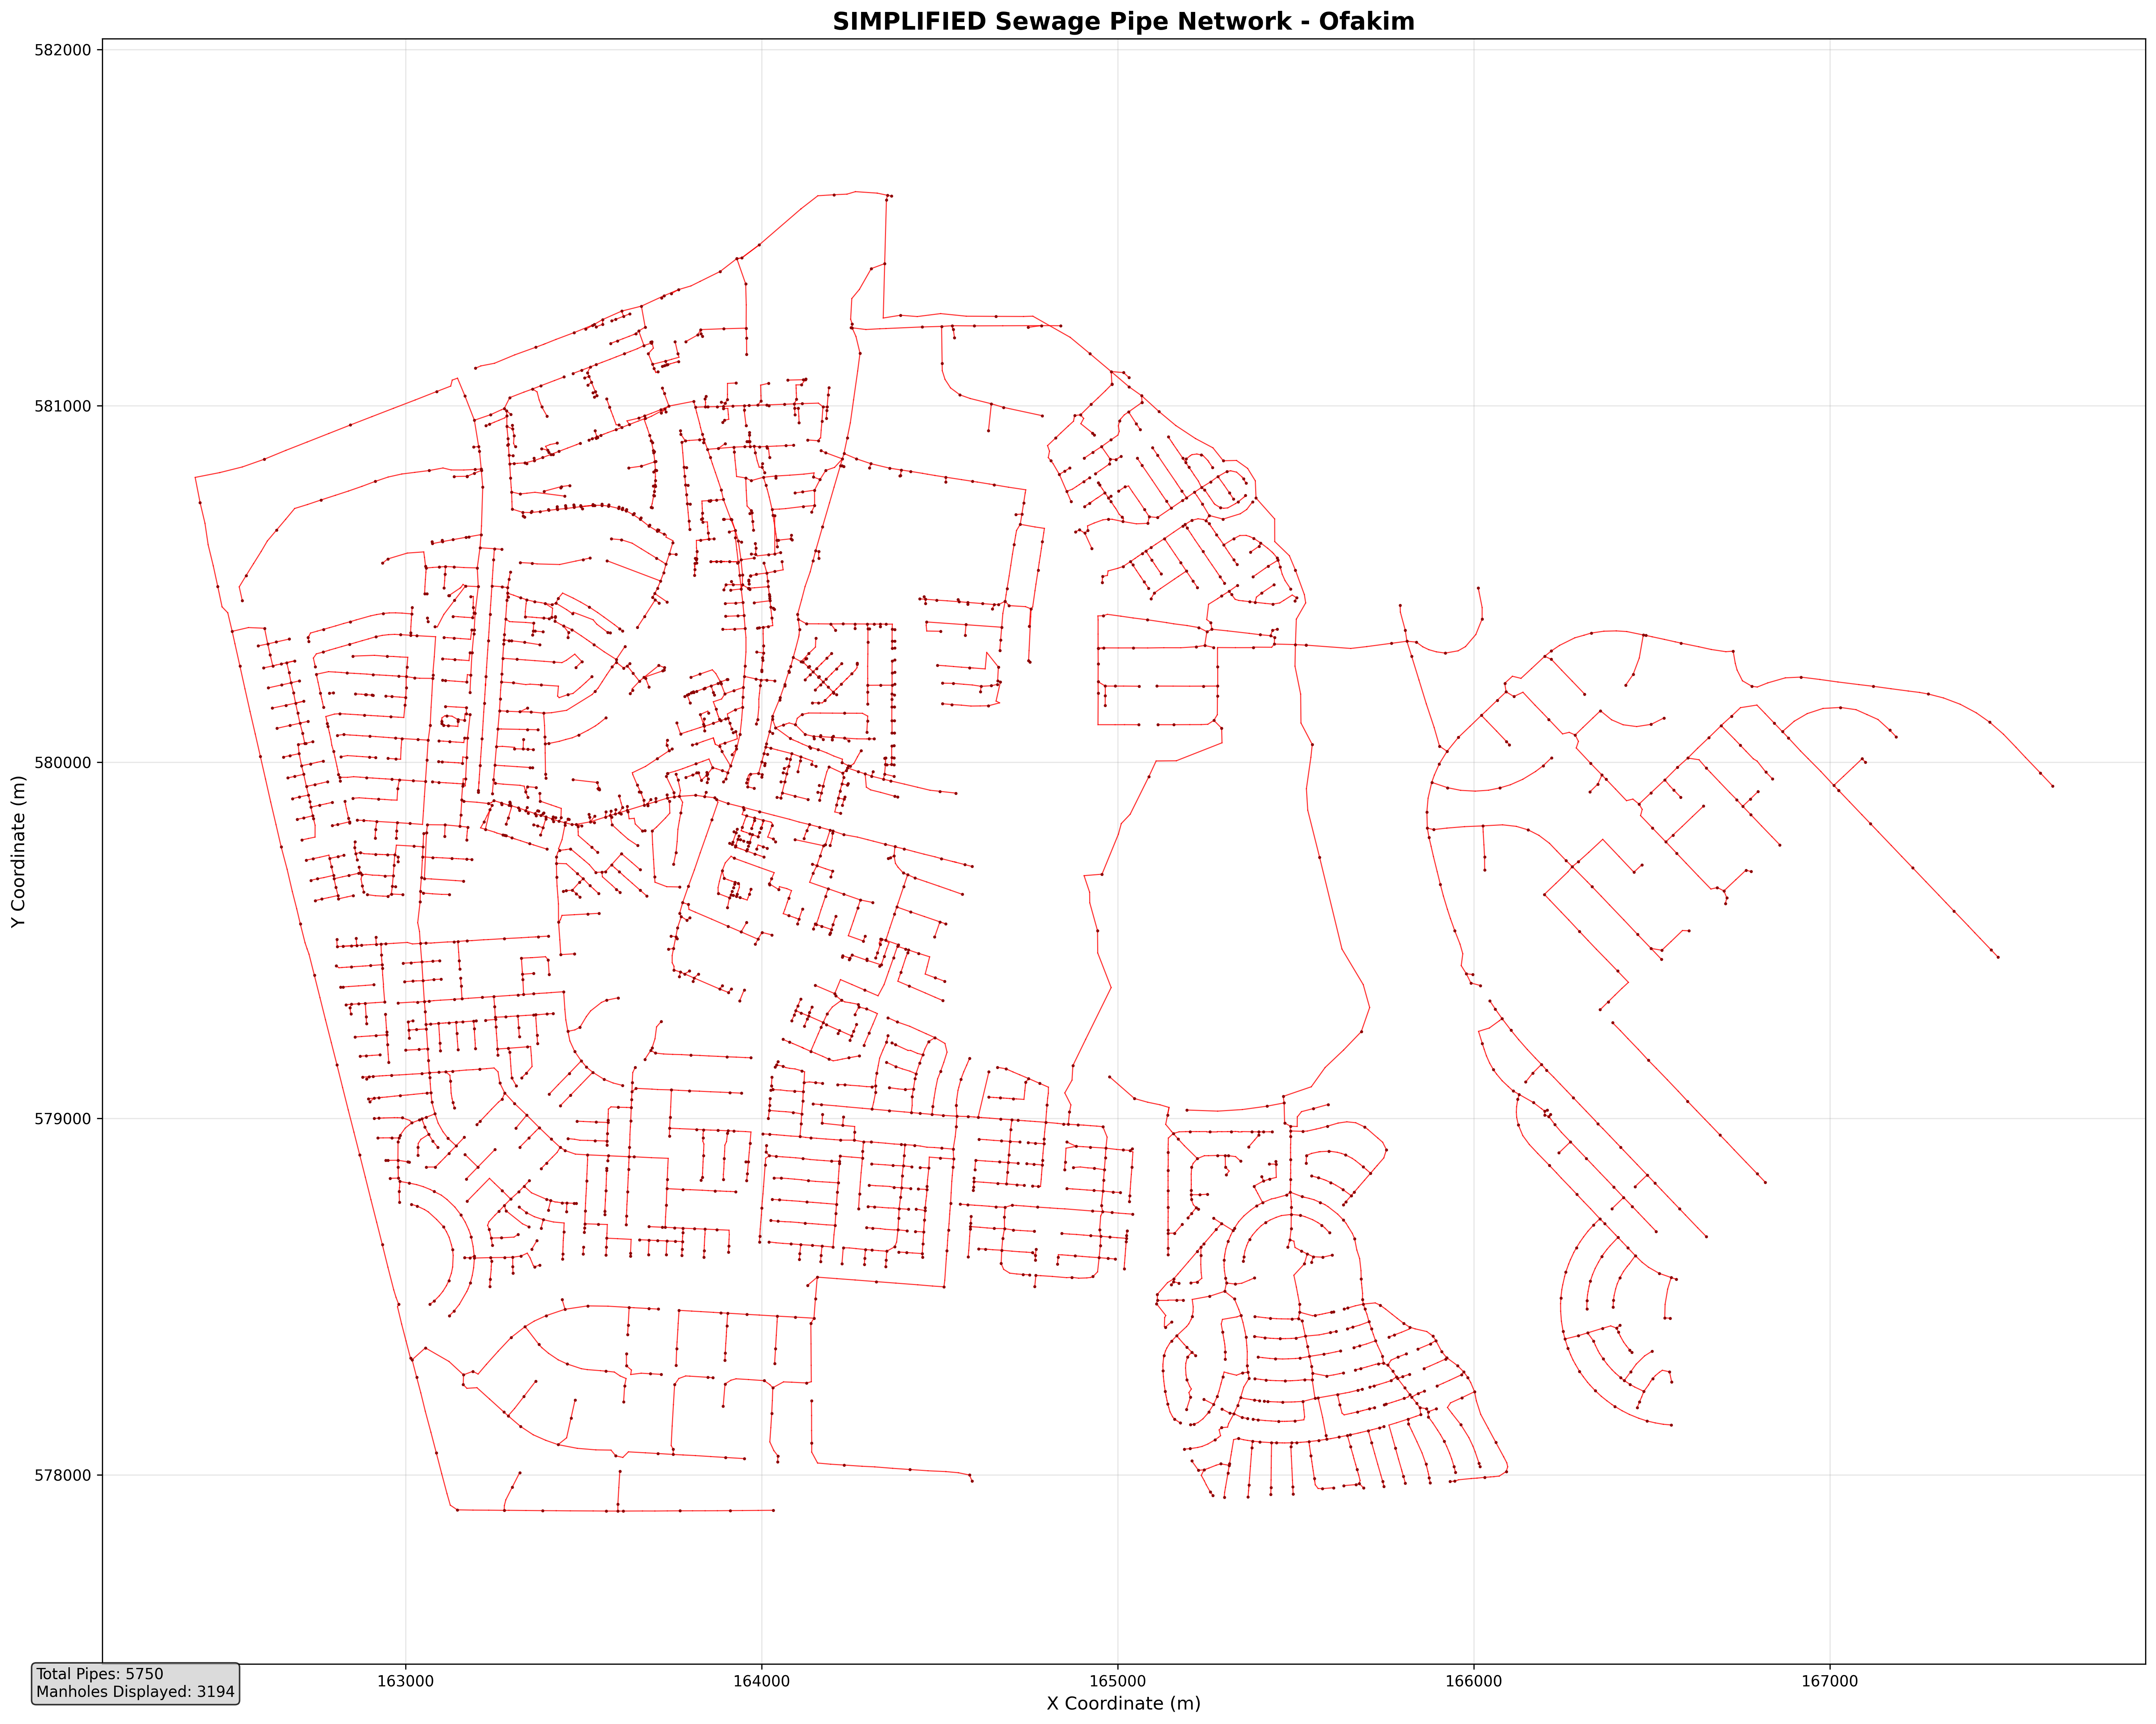 SIMPLIFIED Sewage Pipe Network - Ofakim
582000
581000
580000
579000
578000
Y Coordinate (m)
163000
164000
165000
166000
167000
X Coordinate (m)
Total Pipes: 5750
Manholes Displayed: 3194